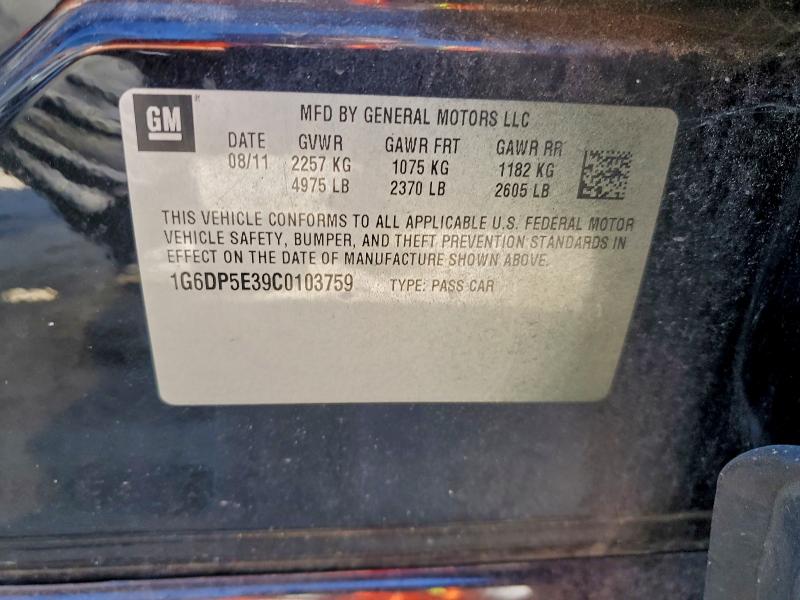 GM
MFD BY GENERAL MOTORS LLC
DATE GVWR GAWR FRT GAWR RR
08/11 2257 KG 1075 KG 1182 KG
4975 LB 2370 LB 2605 LB
THIS VEHICLE CONFORMS TO ALL APPLICABLE U.S. FEDERAL MOTOR
VEHICLE SAFETY, BUMPER, AND THEFT PREVENTION STANDARDS IN
EFFECT ON THE DATE OF MANUFACTURE SHOWN ABOVE.
1G6DP5E39C0103759 TYPE: PASS CAR